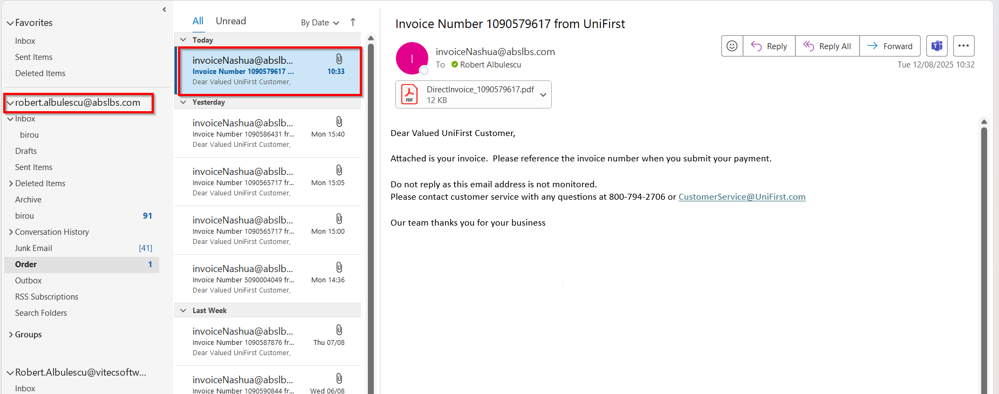 Favorites
Inbox
Sent Items
Deleted Items
robert.albulescu@abslbs.com
Inbox
birou
Drafts
Sent Items
Deleted Items
Archive
birou 91
Conversation History
Junk Email [41]
Order 1
Outbox
RSS Subscriptions
Search Folders
Groups
Robert.Albulescu@vitecsoftw...
Inbox
All Unread By Date
Today
invoiceNashua@abslb...
Invoice Number 1090579617 ... 10:33
Dear Valued UniFirst Customer,
Yesterday
invoiceNashua@abslb...
Invoice Number 1090586431 fr... Mon 15:40
Dear Valued UniFirst Customer,
invoiceNashua@abslb...
Invoice Number 1090565717 fr... Mon 15:05
Dear Valued UniFirst Customer,
invoiceNashua@abslb...
Invoice Number 1090565717 fr... Mon 15:00
Dear Valued UniFirst Customer,
invoiceNashua@abslb...
Invoice Number 5090004049 fr... Mon 14:36
Dear Valued UniFirst Customer,
Last Week
invoiceNashua@abslb...
Invoice Number 1090587876 fr... Thu 07/08
Dear Valued UniFirst Customer,
invoiceNashua@abslb...
Invoice Number 1090590844 fr... Wed 06/08
Invoice Number 1090579617 from UniFirst
I
invoiceNashua@abslbs.com
To Robert Albulescu
Reply Reply All Forward
Tue 12/08/2025 10:32
PDF
DirectInvoice_1090579617.pdf
12 KB
Dear Valued UniFirst Customer,
Attached is your invoice.  Please reference the invoice number when you submit your payment.
Do not reply as this email address is not monitored.
Please contact customer service with any questions at 800-794-2706 or CustomerService@UniFirst.com
Our team thanks you for your business